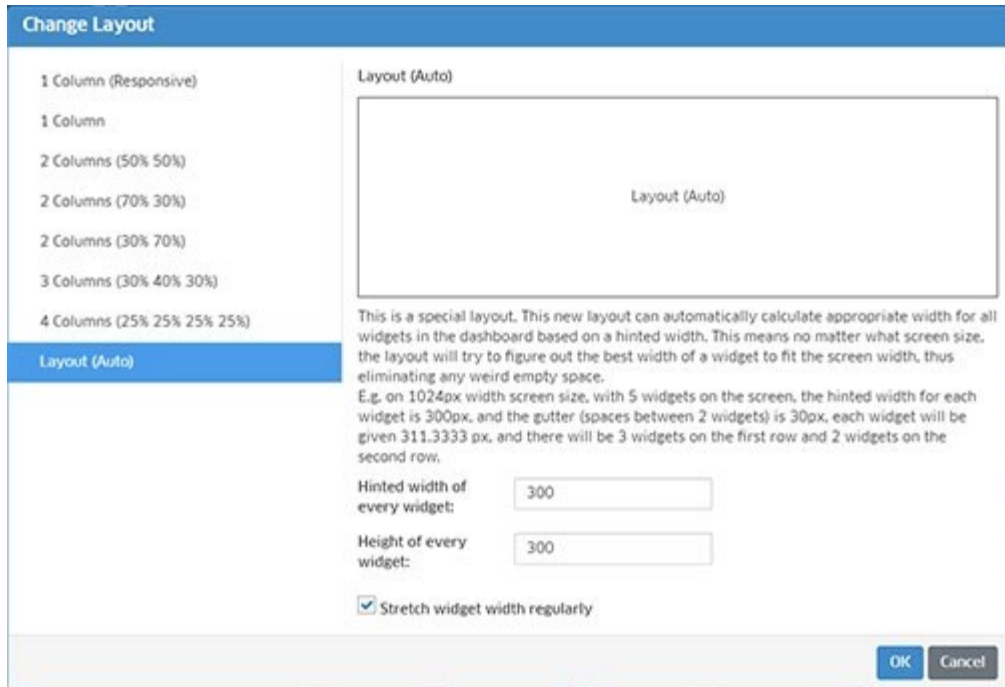 Change Layout
1 Column (Responsive)
1 Column
2 Columns (50% 50%)
2 Columns (70% 30%)
2 Columns (30% 70%)
3 Columns (30% 40% 30%)
4 Columns (25% 25% 25% 25%)
Layout (Auto)
Layout (Auto)
Layout (Auto)
This is a special layout. This new layout can automatically calculate appropriate width for all
widgets in the dashboard based on a hinted width. This means no matter what screen size,
the layout will try to figure out the best width of a widget to fit the screen width, thus
eliminating any weird empty space.
E.g. on 1024px width screen size, with 5 widgets on the screen, the hinted width for each
widget is 300px, and the gutter (spaces between 2 widgets) is 30px, each widget will be
given 311.3333 px, and there will be 3 widgets on the first row and 2 widgets on the
second row.
Hinted width of
every widget:
300
Height of every
widget:
300
Stretch widget width regularly
OK
Cancel